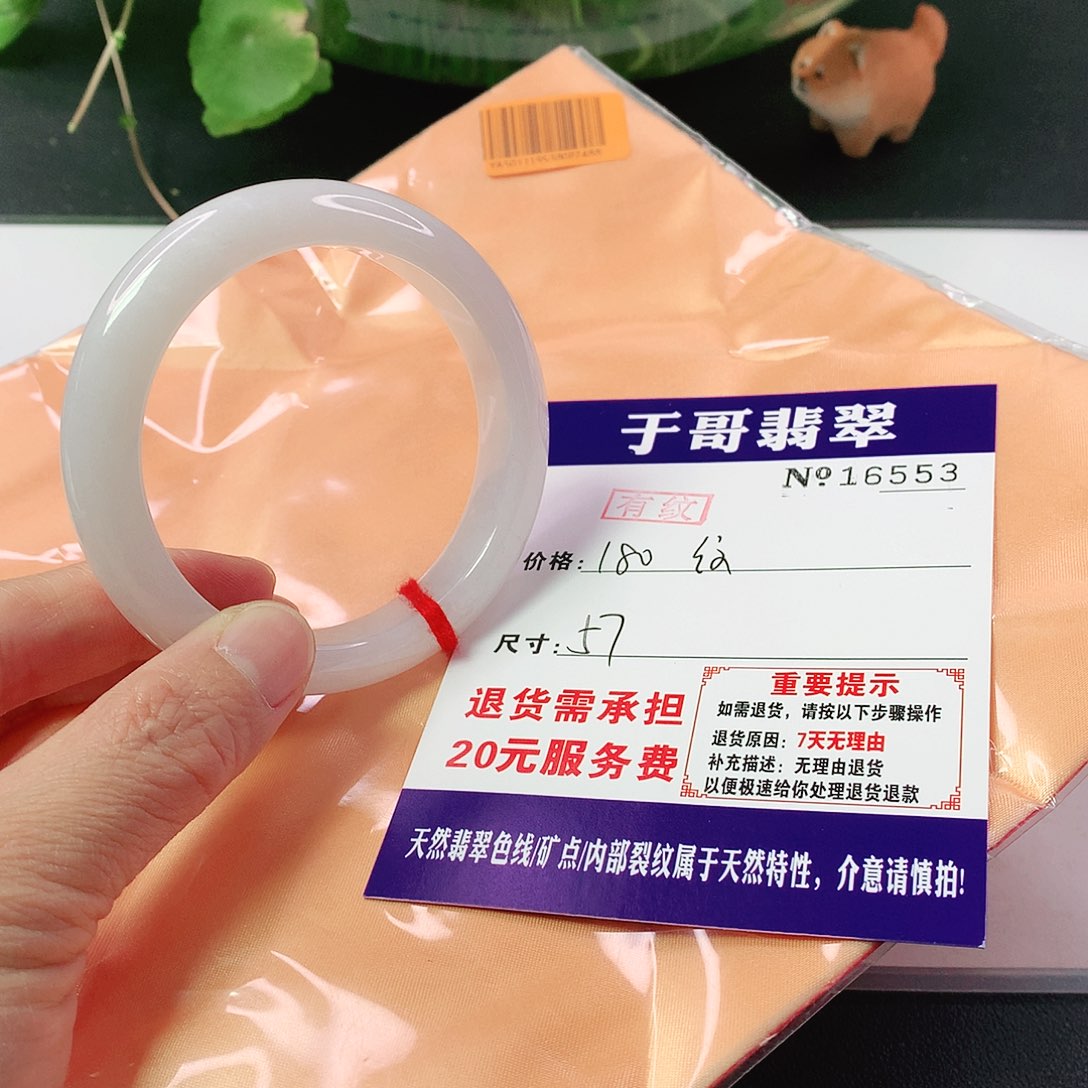 于哥翡翠
Nº16553
有纹
价格: 180 纹
尺寸: 57
退货需承担
20元服务费
重要提示
如需退货，请按以下步骤操作
退货原因：7天无理由
补充描述：无理由退货
以便极速给你处理退货退款
天然翡翠色线/矿点/内部裂纹属于天然特性，介意请慎拍!